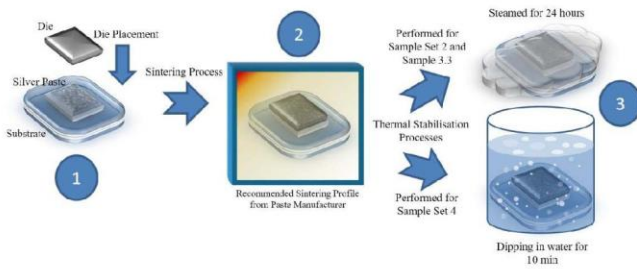 Die
Die Placement
Silver Paste
Substrate
1
Sintering Process
2
Recommended Sintering Profile
from Paste Manufacturer
Performed for
Sample Set 2 and
Sample 3.3
Thermal Stabilisation
Processes
Performed for
Sample Set 4
Steamed for 24 hours
3
Dipping in water for
10 min